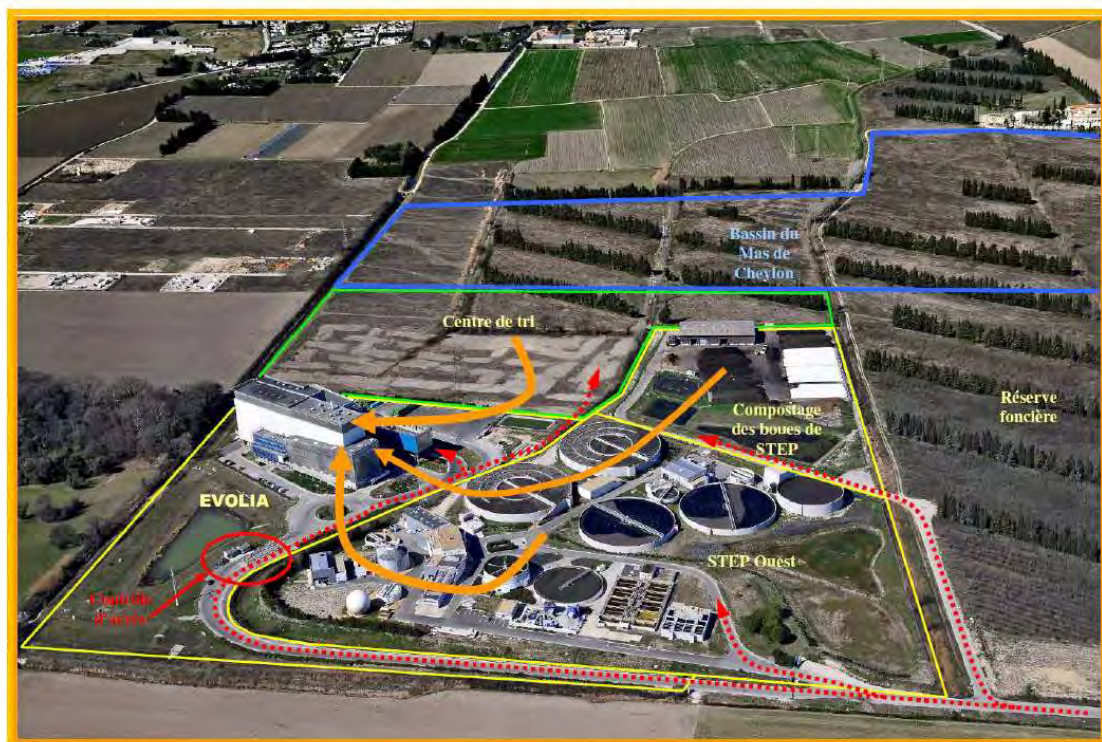 Bassin du
Mas de
Cheylon
Centre de tri
Réserve
foncière
Compostage
des boues de
STEP
EVOLIA
STEP Ouest
Contrôle
d'accès